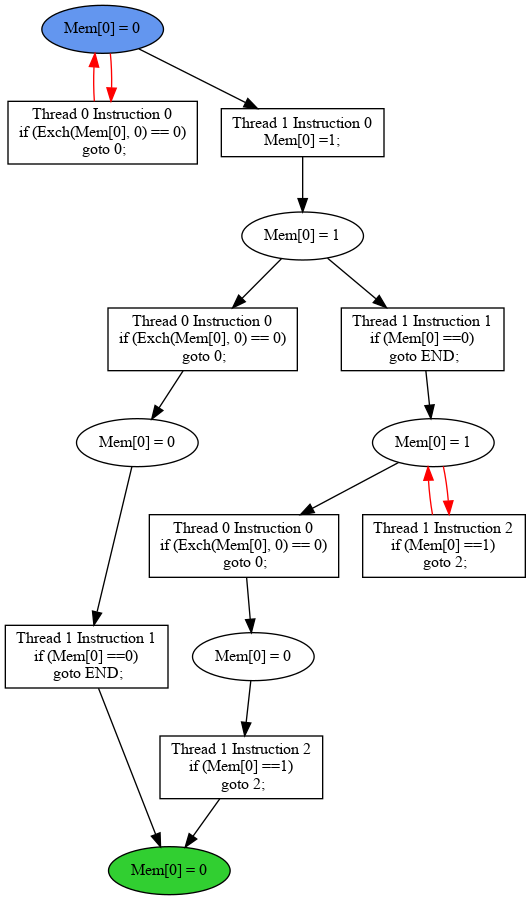 Mem[0] = 0
Thread 0 Instruction 0
if (Exch(Mem[0], 0) == 0)
goto 0;
Thread 1 Instruction 0
Mem[0] =1;
Mem[0] = 1
Thread 0 Instruction 0
if (Exch(Mem[0], 0) == 0)
goto 0;
Thread 1 Instruction 1
if (Mem[0] ==0)
goto END;
Mem[0] = 0
Mem[0] = 1
Thread 0 Instruction 0
if (Exch(Mem[0], 0) == 0)
goto 0;
Thread 1 Instruction 2
if (Mem[0] ==1)
goto 2;
Thread 1 Instruction 1
if (Mem[0] ==0)
goto END;
Mem[0] = 0
Thread 1 Instruction 2
if (Mem[0] ==1)
goto 2;
Mem[0] = 0